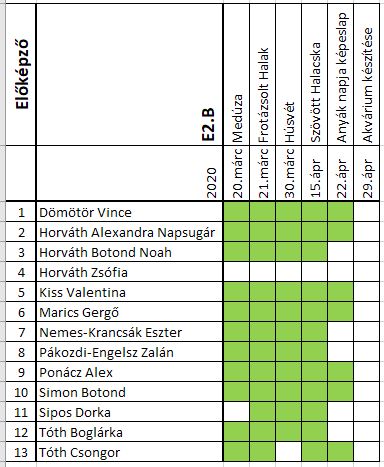 Előképző
E2.B
2020
20.márc Medúza
21.márc Frotázsolt Halak
30.márc Húsvét
15.ápr Szövött Halacska
22.ápr Anyák napja képeslap
29.ápr Akvárium készítése
1 Dömötör Vince
2 Horváth Alexandra Napsugár
3 Horváth Botond Noah
4 Horváth Zsófia
5 Kiss Valentina
6 Marics Gergő
7 Nemes-Krancsák Eszter
8 Pákozdi-Engelsz Zalán
9 Ponácz Alex
10 Simon Botond
11 Sipos Dorka
12 Tóth Boglárka
13 Tóth Csongor